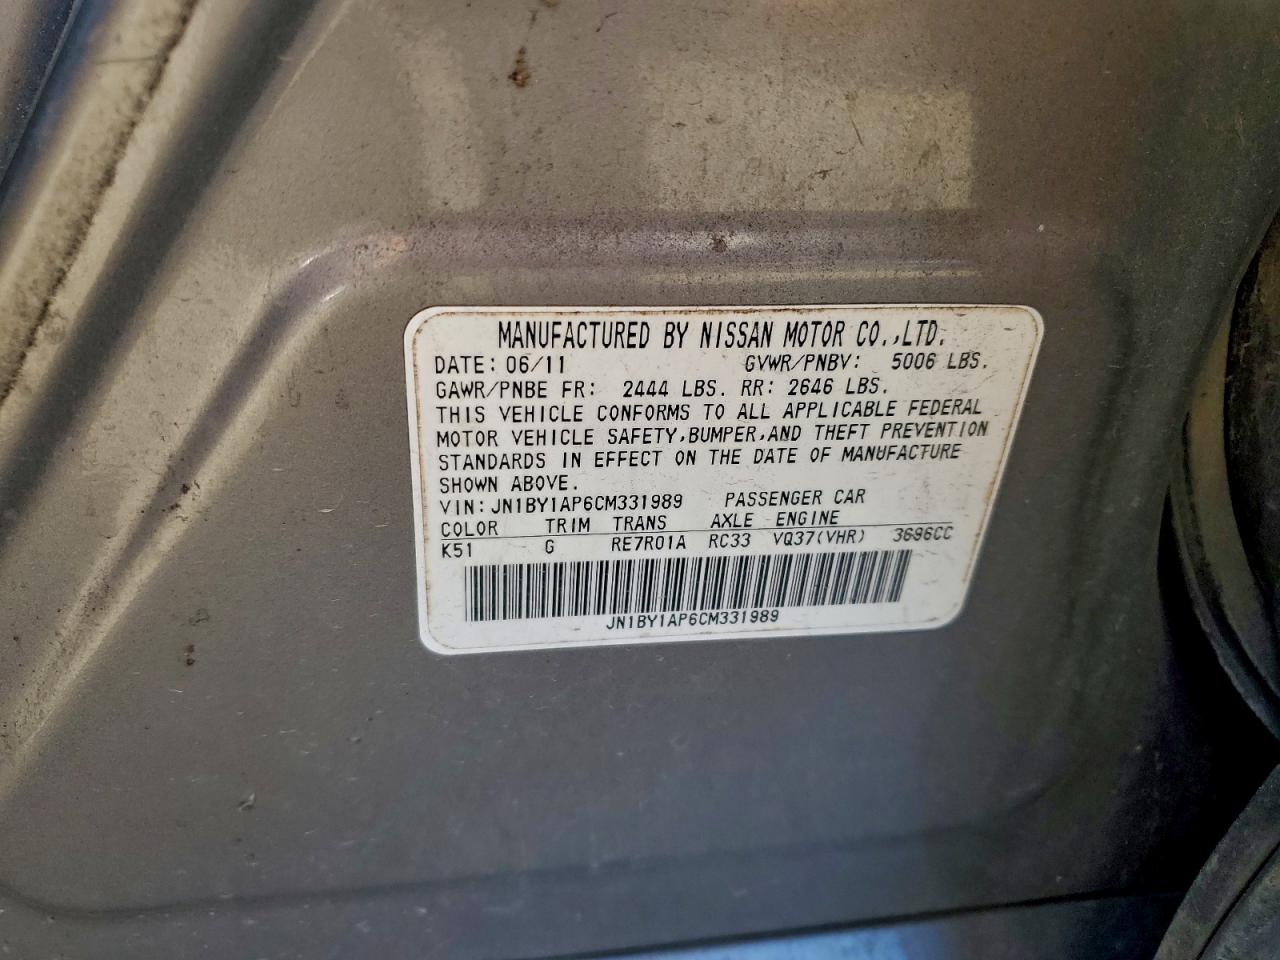 MANUFACTURED BY NISSAN MOTOR CO.,LTD.
DATE: 06/11 GVWR/PNBV: 5006 LBS.
GAWR/PNBE FR: 2444 LBS. RR: 2646 LBS.
THIS VEHICLE CONFORMS TO ALL APPLICABLE FEDERAL
MOTOR VEHICLE SAFETY,BUMPER,AND THEFT PREVENTION
STANDARDS IN EFFECT ON THE DATE OF MANUFACTURE
SHOWN ABOVE.
VIN: JN1BY1AP6CM331989 PASSENGER CAR
COLOR TRIM TRANS AXLE ENGINE
K51 G RE7R01A RC33 VQ37(VHR) 3696CC
JN1BY1AP6CM331989